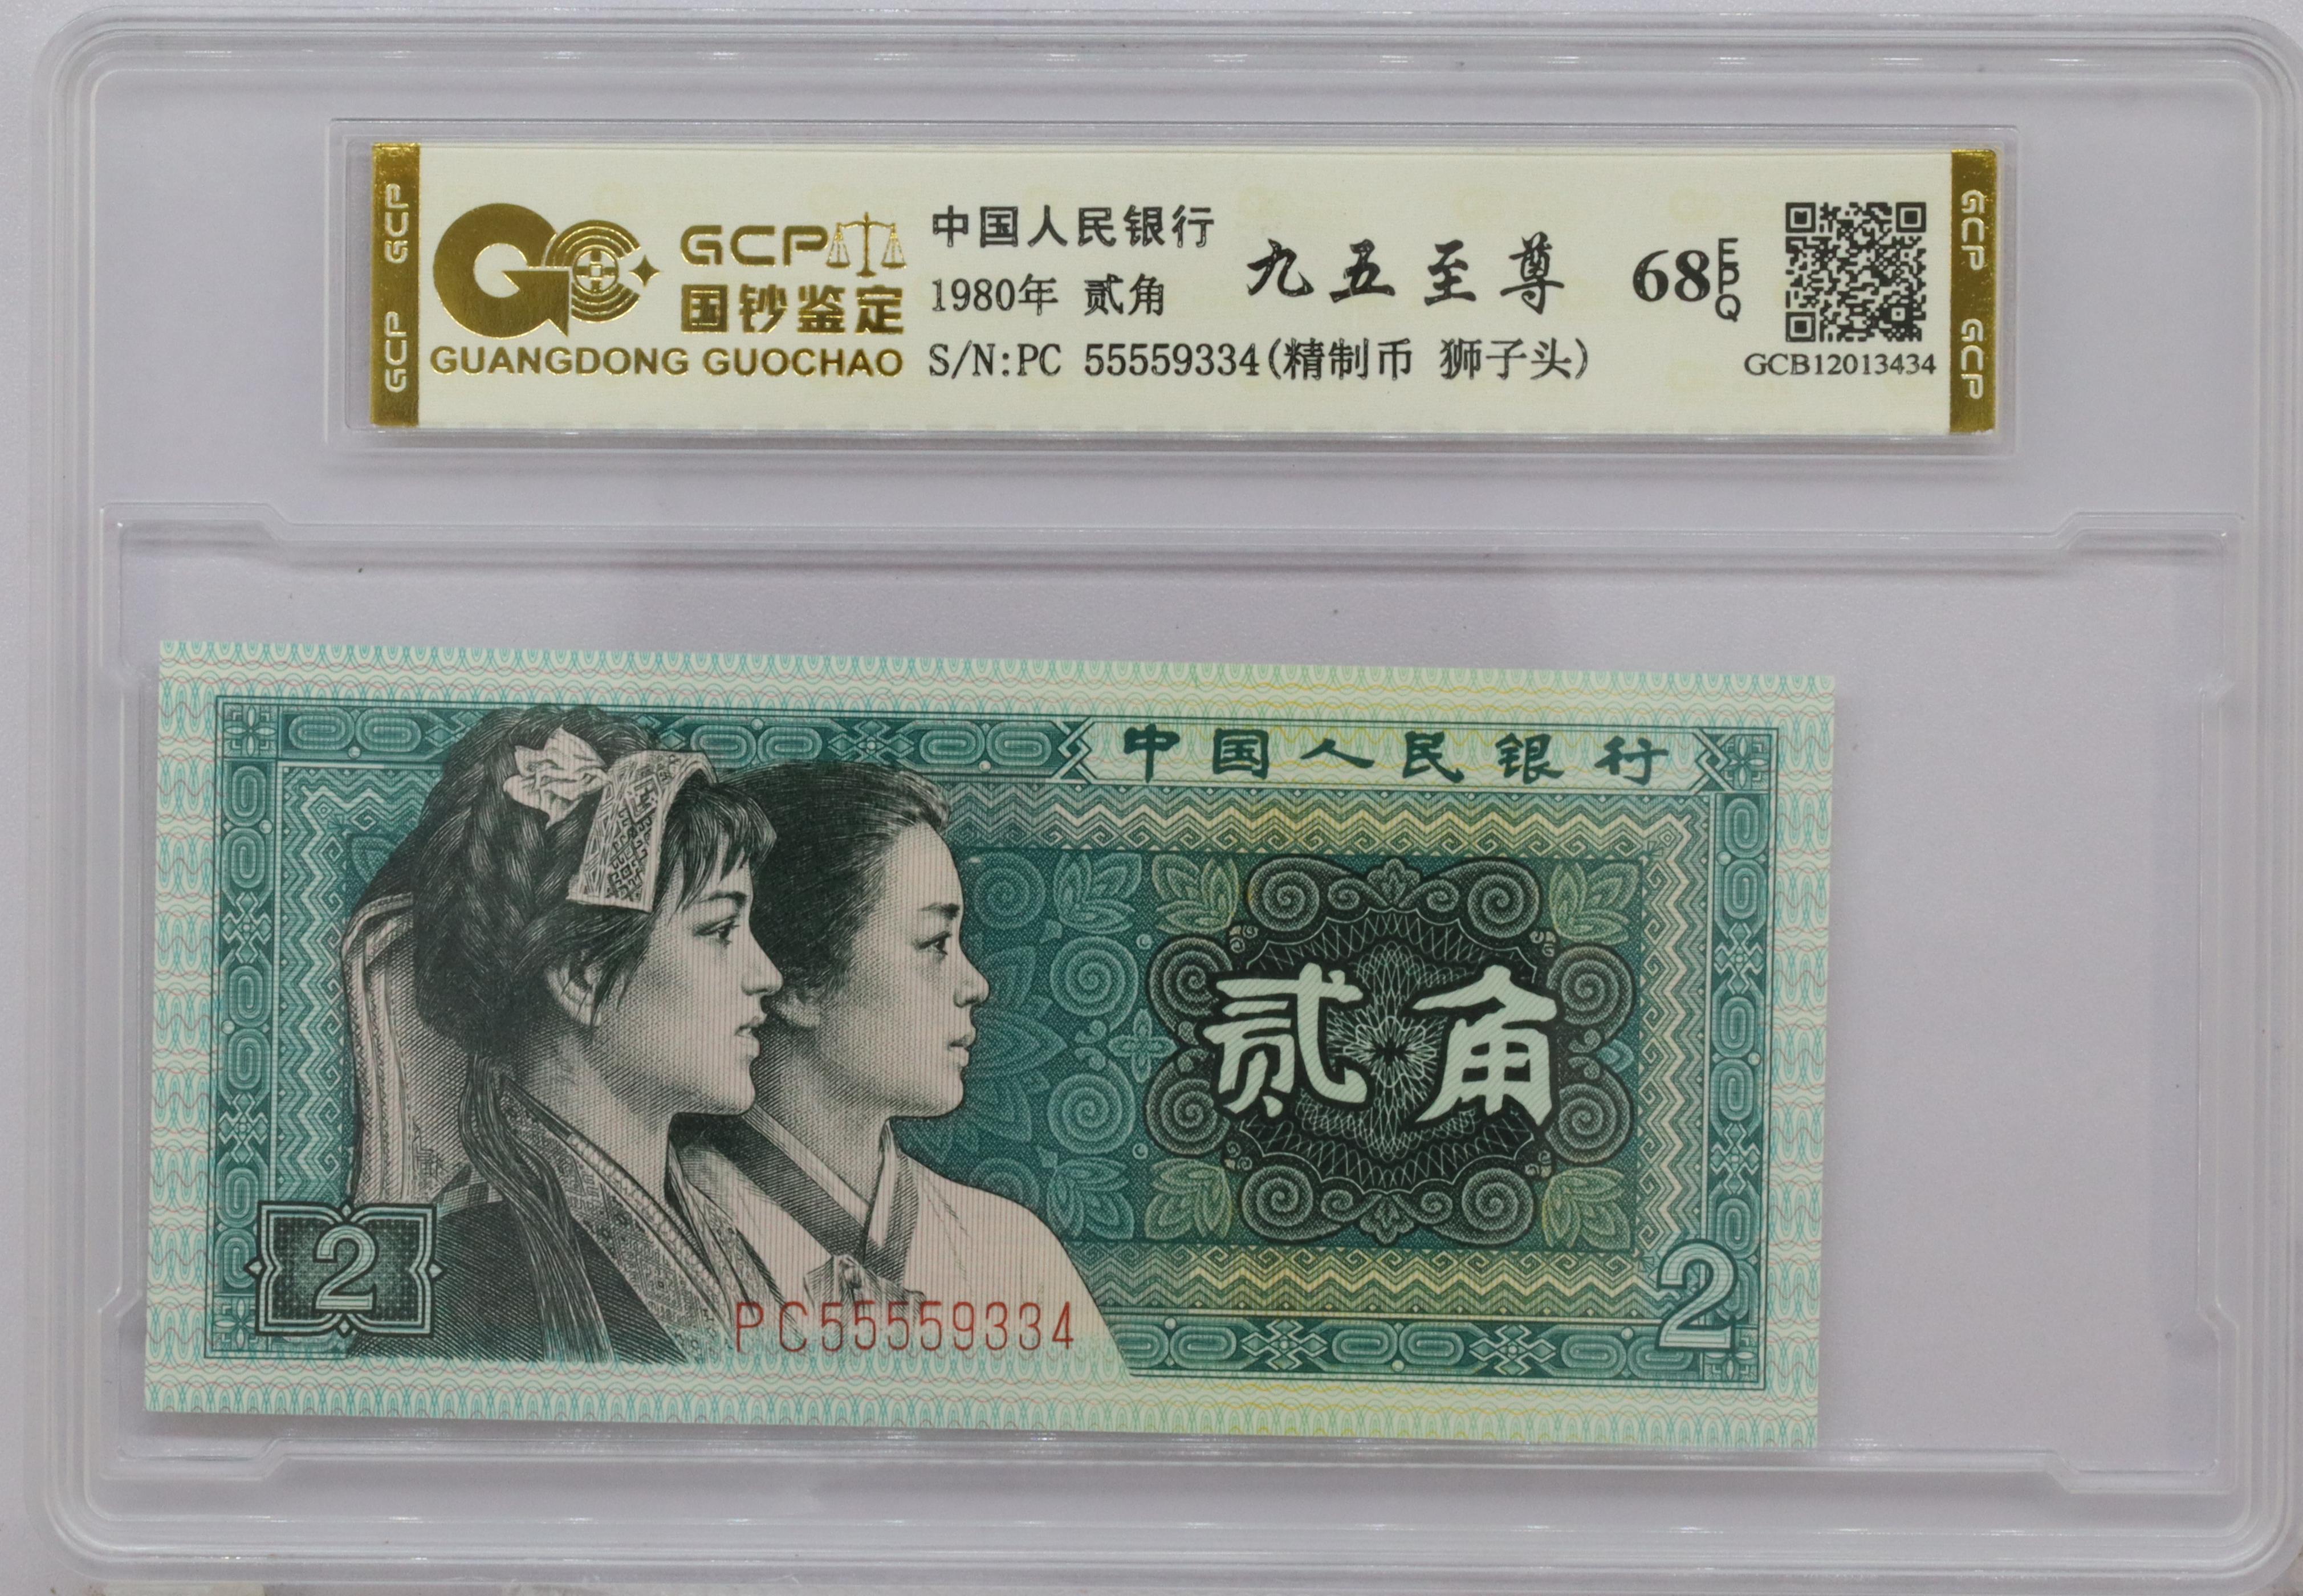 GCP
国钞鉴定
GUANGDONG GUOCHAO
中国人民银行
1980年 贰角
S/N:PC 55559334(精制币 狮子头)
九五至尊
68 EPQ
GCB12013434
GCP GCP
GCP GCP
中国人民银行
贰角
2
PC55559334
2